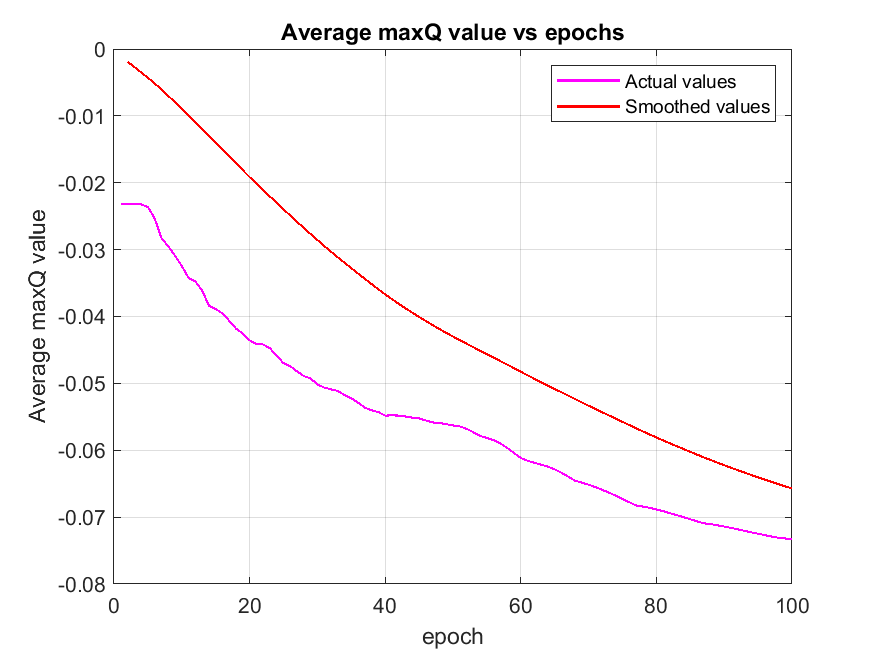 Average maxQ value vs epochs
Actual values
Smoothed values
0
-0.01
-0.02
-0.03
-0.04
-0.05
-0.06
-0.07
-0.08
Average maxQ value
0 20 40 60 80 100
epoch